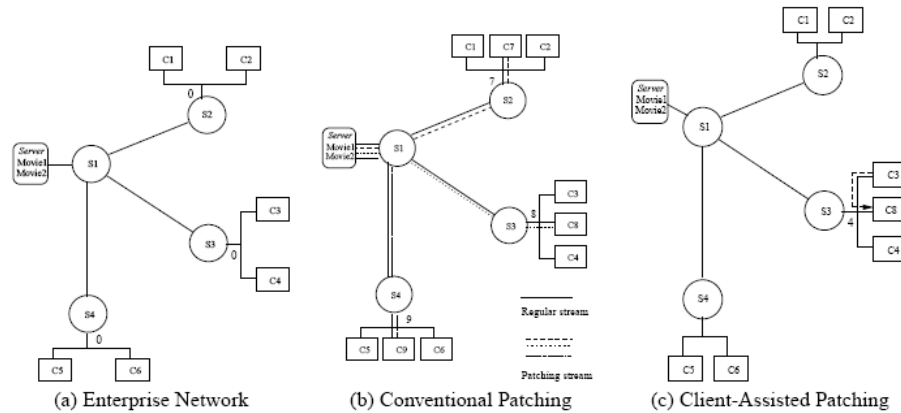 C1
C2
0
S2
Server
Movie1
Movie2
S1
C3
S3
0
C4
S4
0
C5
C6
(a) Enterprise Network
C1
C7
C2
7
S2
Server
Movie1
Movie2
S1
C3
8
C8
S3
C4
S4
9
C5
C9
C6
Regular stream
Patching stream
(b) Conventional Patching
C1
C2
S2
Server
Movie1
Movie2
S1
C3
C8
S3
4
C4
S4
C5
C6
(c) Client-Assisted Patching